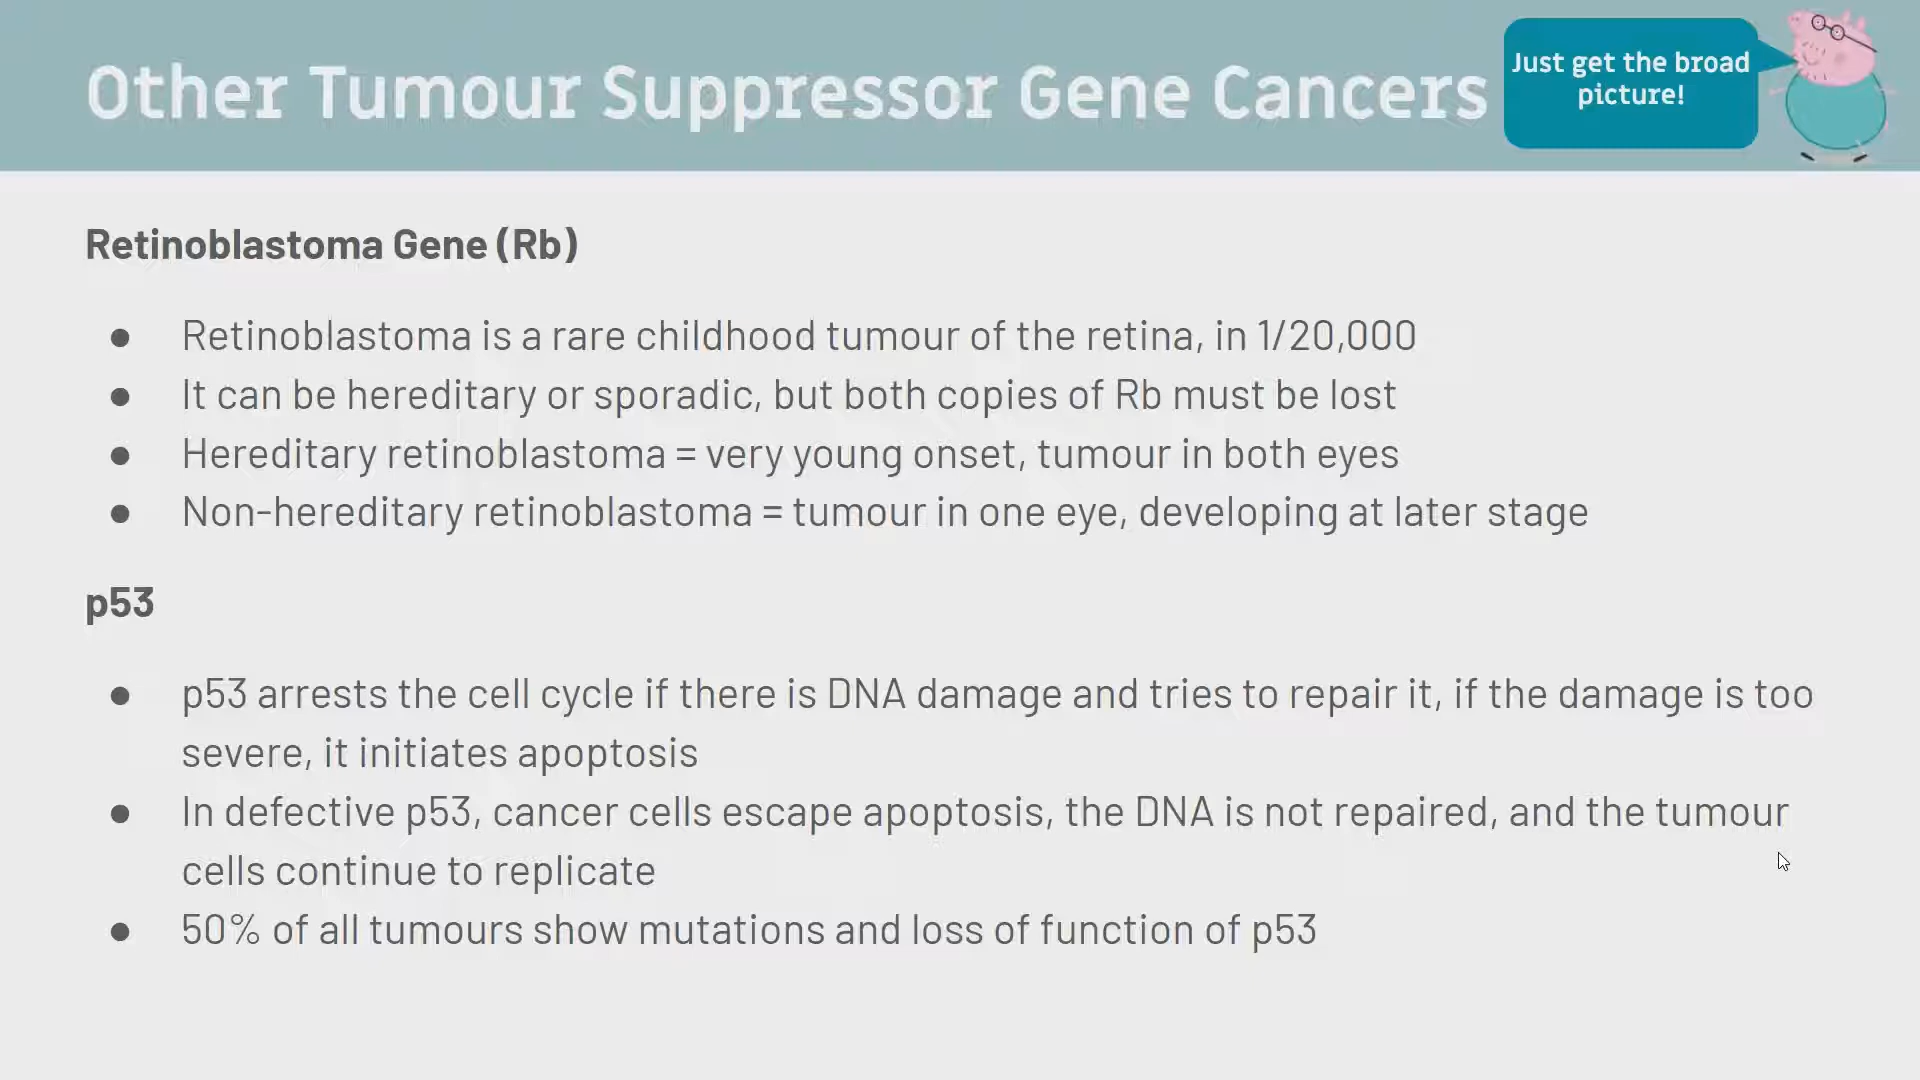 Other Tumour Suppressor Gene Cancers
Just get the broad
picture!
Retinoblastoma Gene (Rb)
● Retinoblastoma is a rare childhood tumour of the retina, in 1/20,000
● It can be hereditary or sporadic, but both copies of Rb must be lost
● Hereditary retinoblastoma = very young onset, tumour in both eyes
● Non-hereditary retinoblastoma = tumour in one eye, developing at later stage
p53
● p53 arrests the cell cycle if there is DNA damage and tries to repair it, if the damage is too
severe, it initiates apoptosis
● In defective p53, cancer cells escape apoptosis, the DNA is not repaired, and the tumour
cells continue to replicate
● 50% of all tumours show mutations and loss of function of p53